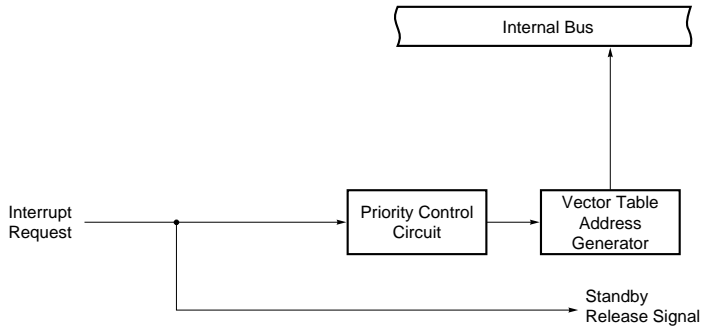 Internal Bus
Interrupt
Request
Priority Control
Circuit
Vector Table
Address
Generator
Standby
Release Signal